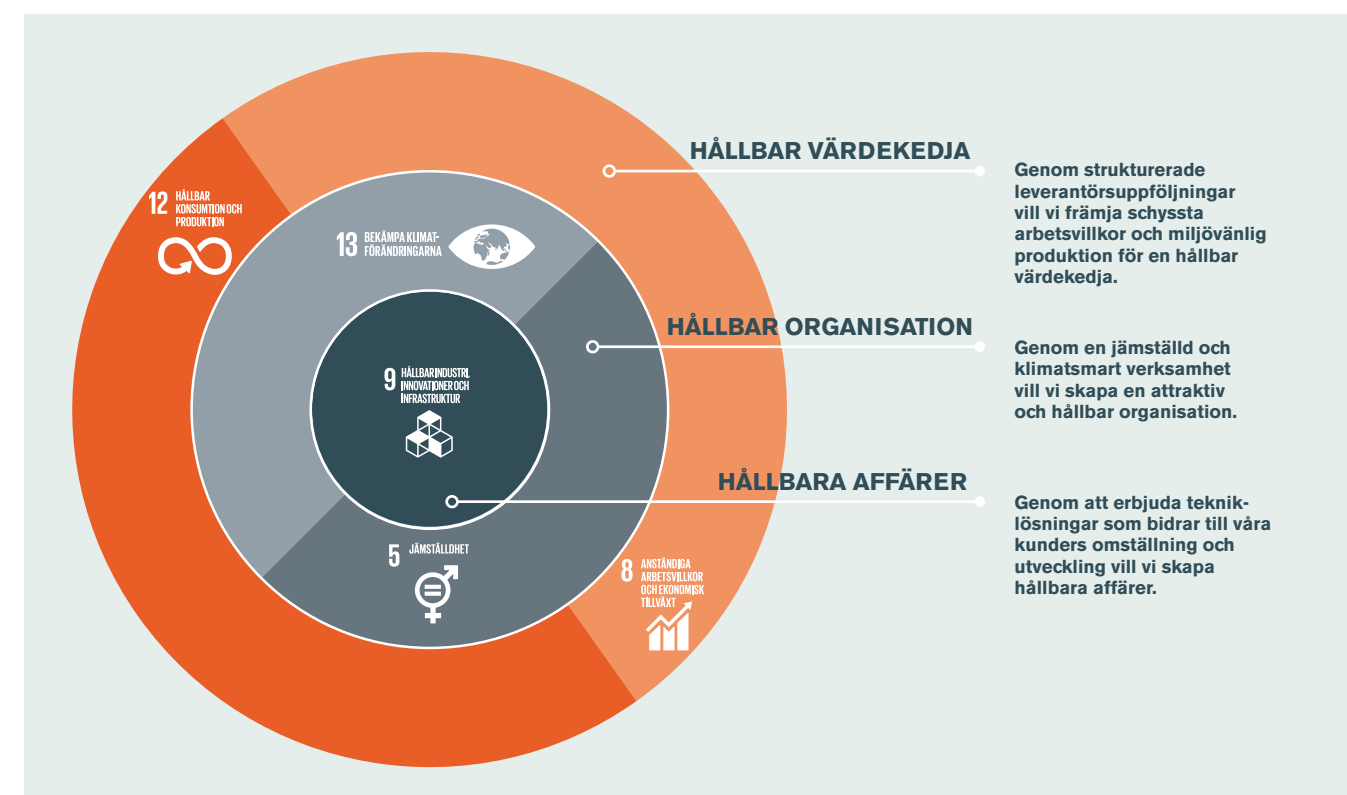 HÅLLBAR VÄRDEKEDJA
Genom strukturerade
leverantörsuppföljningar
vill vi främja schyssta
arbetsvillkor och miljövänlig
produktion för en hållbar
värdekedja.
12 HÅLLBAR
KONSUMTION OCH
PRODUKTION
13 BEKÄMPA KLIMAT-
FÖRÄNDRINGARNA
HÅLLBAR ORGANISATION
Genom en jämställd och
klimatsmart verksamhet
vill vi skapa en attraktiv
och hållbar organisation.
9 HÅLLBAR INDUSTRI,
INNOVATIONER OCH
INFRASTRUKTUR
HÅLLBARA AFFÄRER
Genom att erbjuda teknik-
lösningar som bidrar till våra
kunders omställning och
utveckling vill vi skapa
hållbara affärer.
5 JÄMSTÄLLDHET
8 ANSTÄNDIGA
ARBETSVILLKOR
OCH EKONOMISK
TILLVÄXT